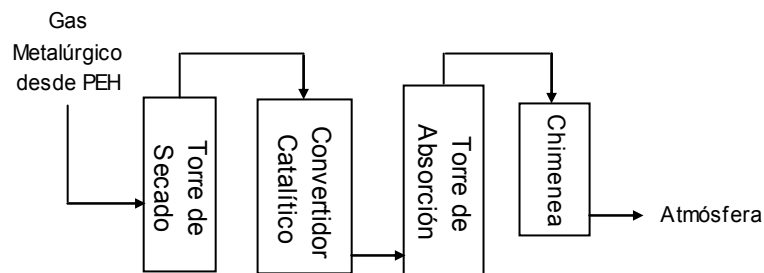 Gas
Metalúrgico
desde PEH
Torre de
Secado
Convertidor
Catalítico
Torre de
Absorción
Chimenea
Atmósfera